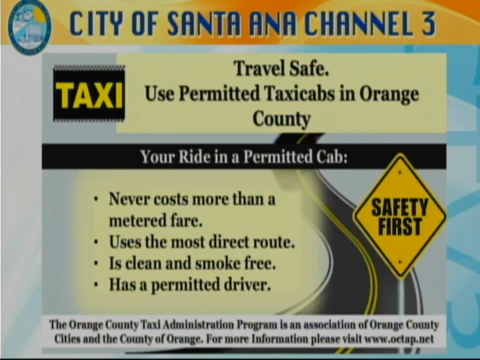 CITY OF SANTA ANA CHANNEL 3
TAXI
Travel Safe.
Use Permitted Taxicabs in Orange
County
Your Ride in a Permitted Cab:
• Never costs more than a
metered fare.
• Uses the most direct route.
• Is clean and smoke free.
• Has a permitted driver.
SAFETY
FIRST
The Orange County Taxi Administration Program is an association of Orange County
Cities and the County of Orange. For more Information please visit www.octap.net